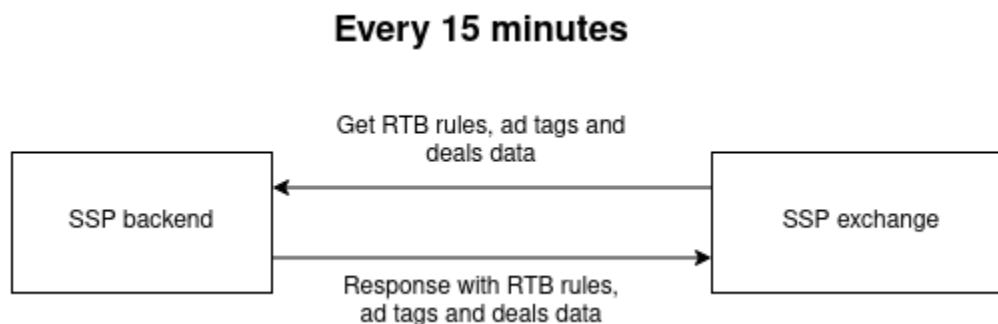 Every 15 minutes
Get RTB rules, ad tags and
deals data
SSP backend
SSP exchange
Response with RTB rules,
ad tags and deals data